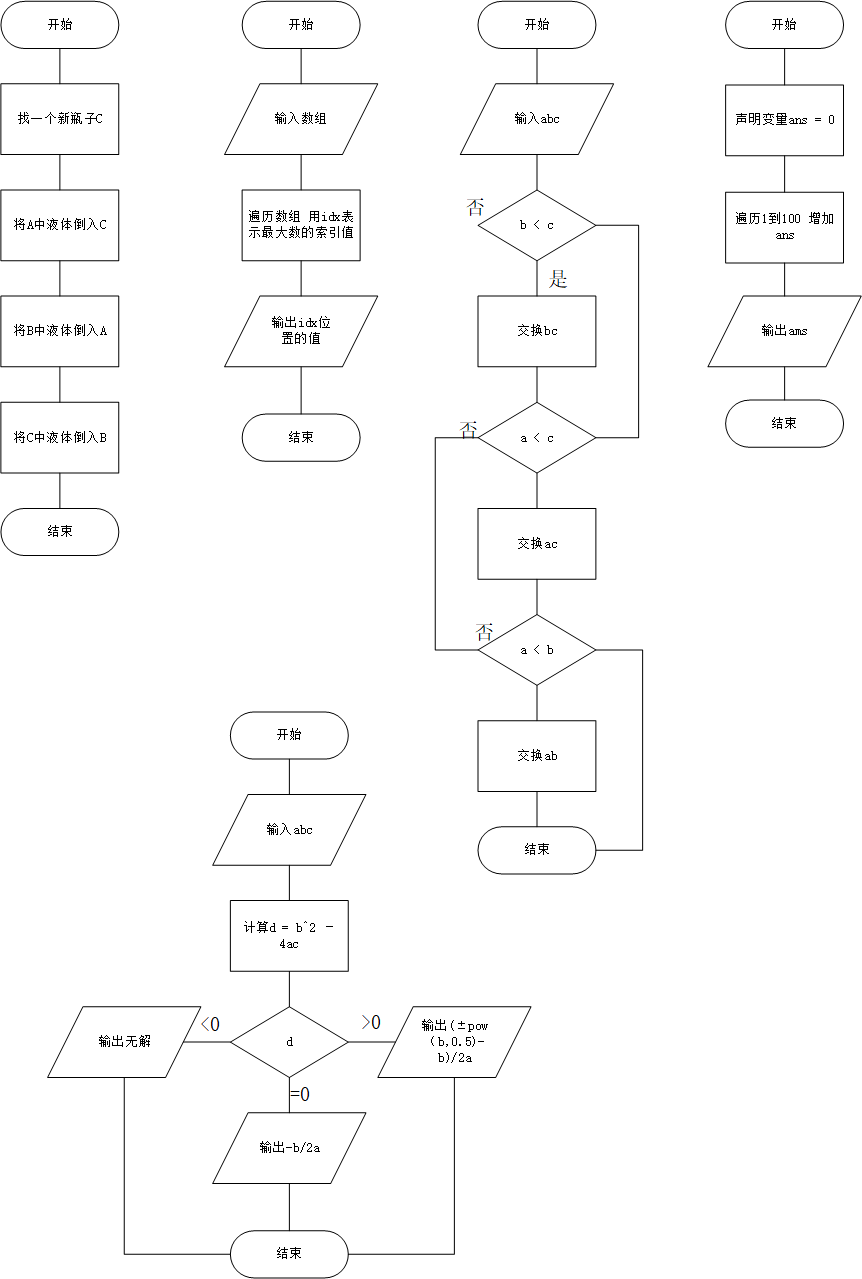 开始
找一个新瓶子C
将A中液体倒入C
将B中液体倒入A
将C中液体倒入B
结束
开始
输入数组
遍历数组 用idx表
示最大数的索引值
输出idx位
置的值
结束
开始
输入abc
否
b < c
是
交换bc
否
a < c
交换ac
否
a < b
交换ab
结束
开始
声明变量ans = 0
遍历1到100 增加
ans
输出ams
结束
开始
输入abc
计算d = b^2 -
4ac
<0
d
>0
=0
输出无解
输出(±pow
(b,0.5)-
b)/2a
输出-b/2a
结束